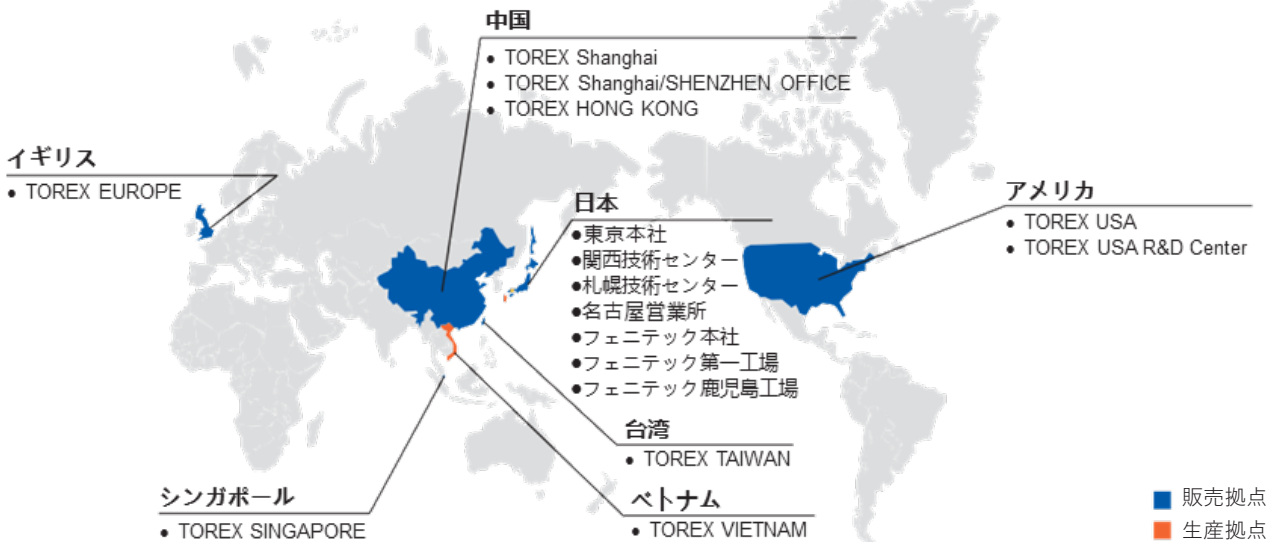 中国
● TOREX Shanghai
● TOREX Shanghai/SHENZHEN OFFICE
● TOREX HONG KONG
イギリス
● TOREX EUROPE
日本
●東京本社
●関西技術センター
●札幌技術センター
●名古屋営業所
●フェニテック本社
●フェニテック第一工場
●フェニテック鹿児島工場
アメリカ
● TOREX USA
● TOREX USA R&D Center
台湾
● TOREX TAIWAN
シンガポール
● TOREX SINGAPORE
ベトナム
● TOREX VIETNAM
販売拠点
生産拠点